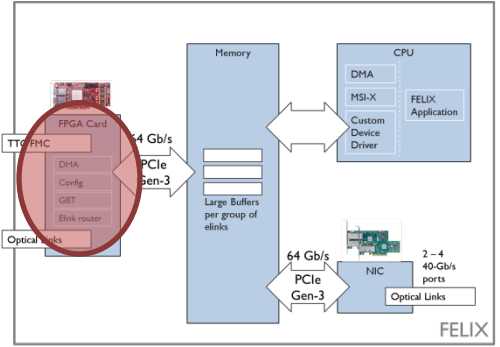 Memory
CPU
DMA
MSI-X
Custom
Device
Driver
FELIX
Application
FPGA Card
TTC FMC
DMA
Config
GBT
Elink router
Optical Links
64 Gb/s
PCIe
Gen-3
Large Buffers
per group of
elinks
64 Gb/s
PCIe
Gen-3
NIC
2 – 4
40-Gb/s
ports
Optical Links
FELIX